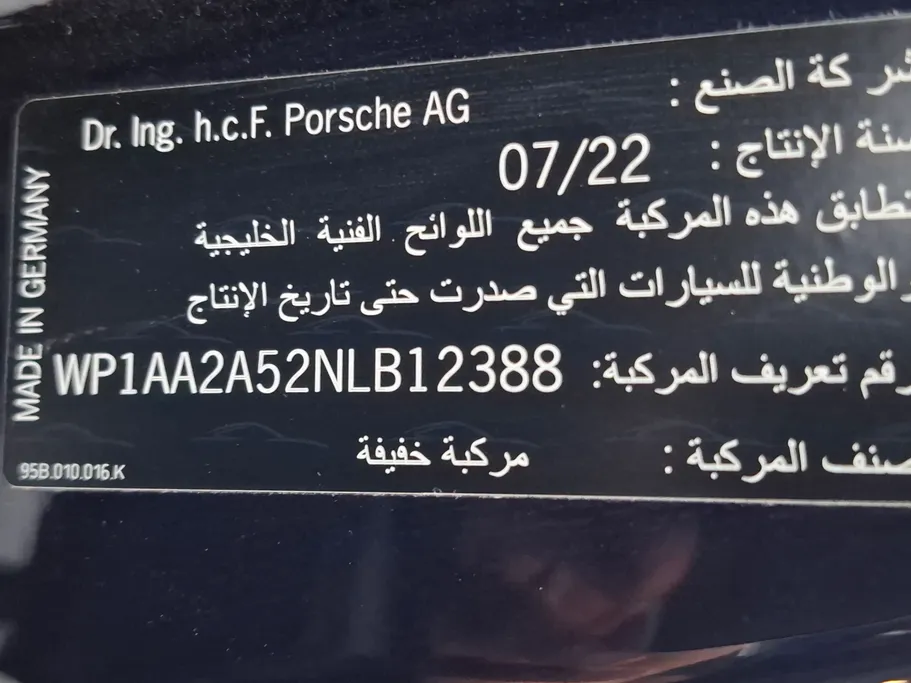 شركة الصنع : Dr. Ing. h.c.F. Porsche AG
سنة الإنتاج : 07/22
تطابق هذه المركبة جميع اللوائح الفنية الخليجية
الوطنية للسيارات التي صدرت حتى تاريخ الإنتاج
رقم تعريف المركبة: WP1AA2A52NLB12388
صنف المركبة : مركبة خفيفة
MADE IN GERMANY
95B.010.016.K